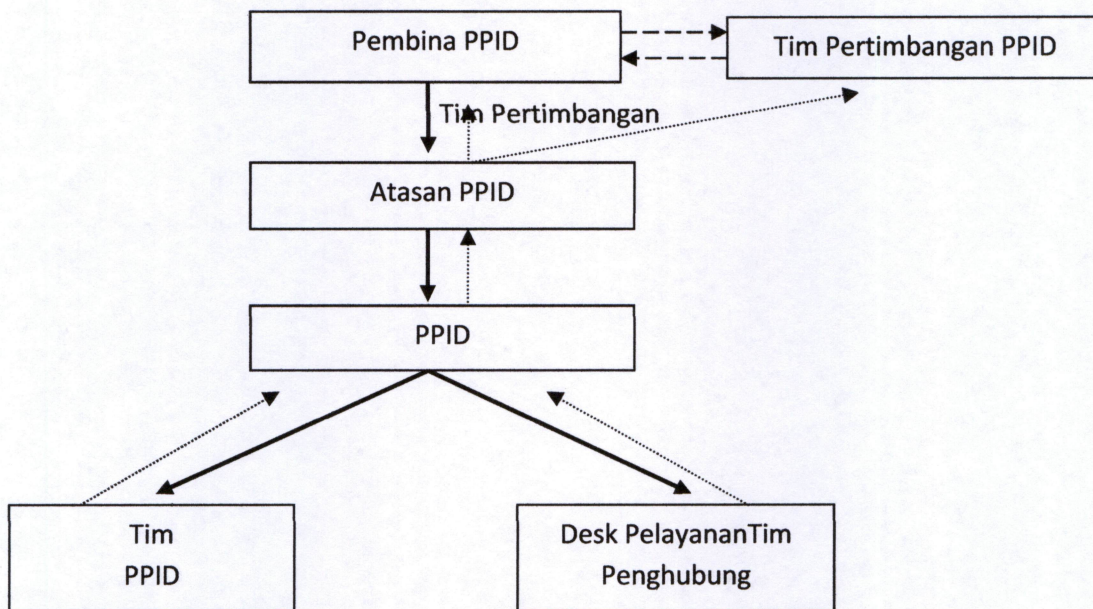 Pembina PPID
Tim Pertimbangan PPID
Tim Pertimbangan
Atasan PPID
PPID
Tim
PPID
Desk PelayananTim
Penghubung